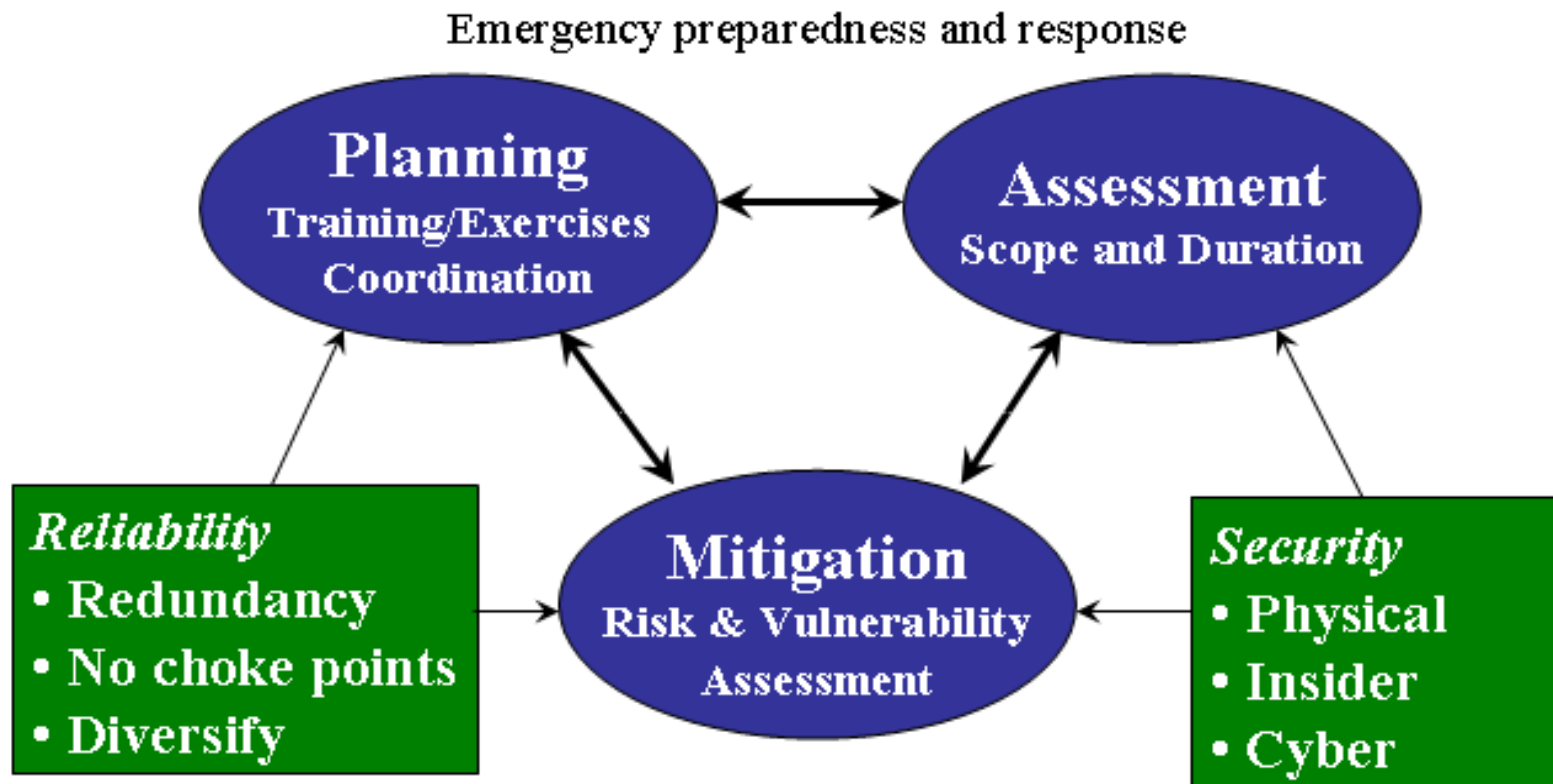 Emergency preparedness and response
Planning
Training/Exercises
Coordination
Assessment
Scope and Duration
Mitigation
Risk & Vulnerability
Assessment
Reliability
• Redundancy
• No choke points
• Diversify
Security
• Physical
• Insider
• Cyber